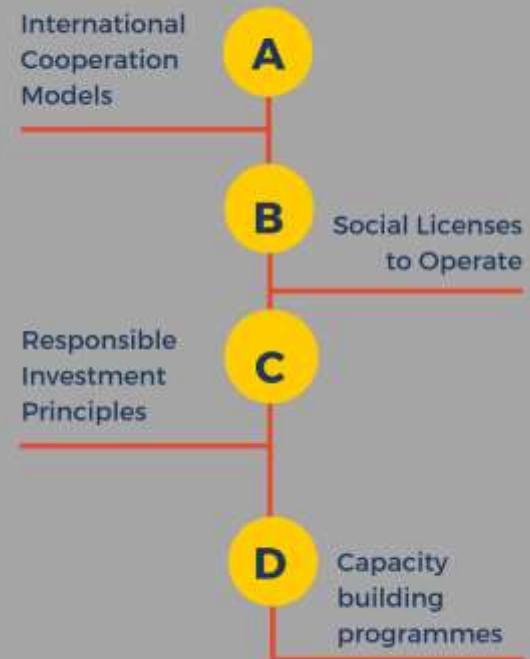 International
Cooperation
Models
A
B
Social Licenses
to Operate
Responsible
Investment
Principles
C
D
Capacity
building
programmes